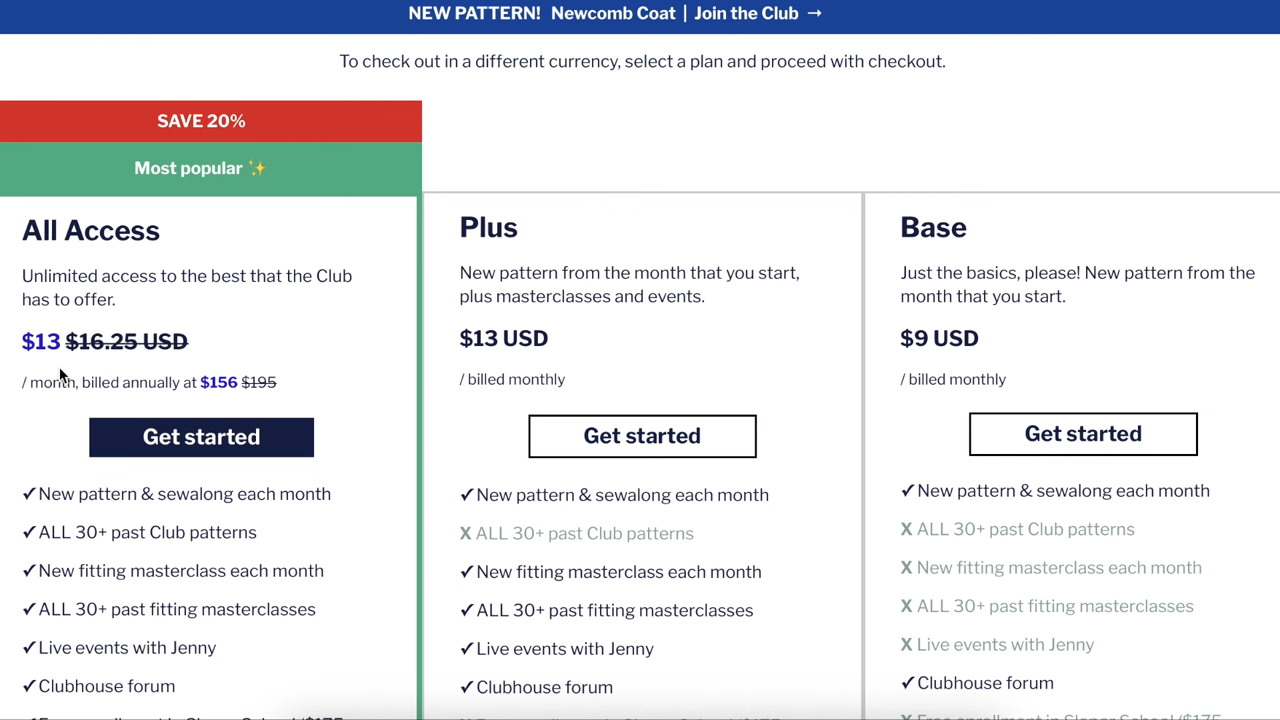 NEW PATTERN! Newcomb Coat | Join the Club →
To check out in a different currency, select a plan and proceed with checkout.
SAVE 20%
Most popular ✨
All Access
Unlimited access to the best that the Club
has to offer.
$13 $16.25 USD
/ month, billed annually at $156 $195
Get started
✓New pattern & sewalong each month
✓ALL 30+ past Club patterns
✓New fitting masterclass each month
✓ALL 30+ past fitting masterclasses
✓Live events with Jenny
✓Clubhouse forum
Plus
New pattern from the month that you start,
plus masterclasses and events.
$13 USD
/ billed monthly
Get started
✓New pattern & sewalong each month
X ALL 30+ past Club patterns
✓New fitting masterclass each month
✓ALL 30+ past fitting masterclasses
✓Live events with Jenny
✓Clubhouse forum
Base
Just the basics, please! New pattern from the
month that you start.
$9 USD
/ billed monthly
Get started
✓New pattern & sewalong each month
X ALL 30+ past Club patterns
X New fitting masterclass each month
X ALL 30+ past fitting masterclasses
X Live events with Jenny
✓Clubhouse forum
X Free enrollment in Sloper School ($175